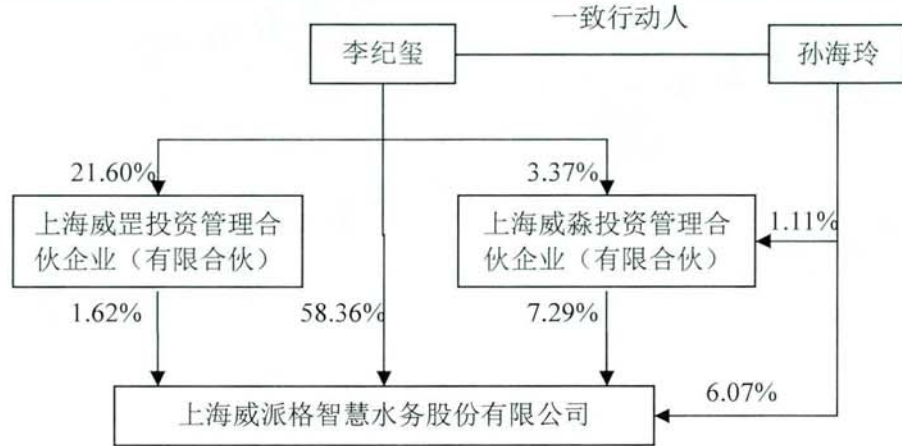 一致行动人
李纪玺
孙海玲
21.60%
3.37%
上海威罡投资管理合
伙企业（有限合伙）
上海威淼投资管理合
伙企业（有限合伙）
1.11%
1.62%
58.36%
7.29%
6.07%
上海威派格智慧水务股份有限公司